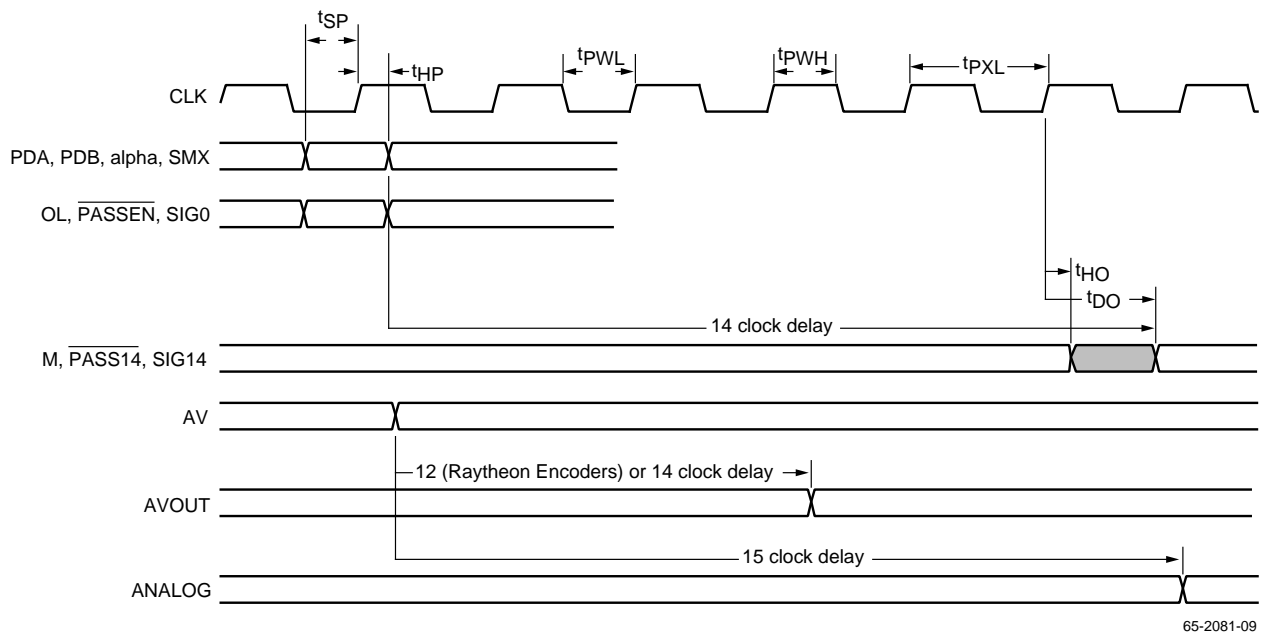 tSP
tHP
tPWL
tPWH
tPXL
CLK
PDA, PDB, alpha, SMX
OL, PASSEN, SIG0
tHO
tDO
14 clock delay
M, PASS14, SIG14
AV
12 (Raytheon Encoders) or 14 clock delay
AVOUT
15 clock delay
ANALOG
65-2081-09